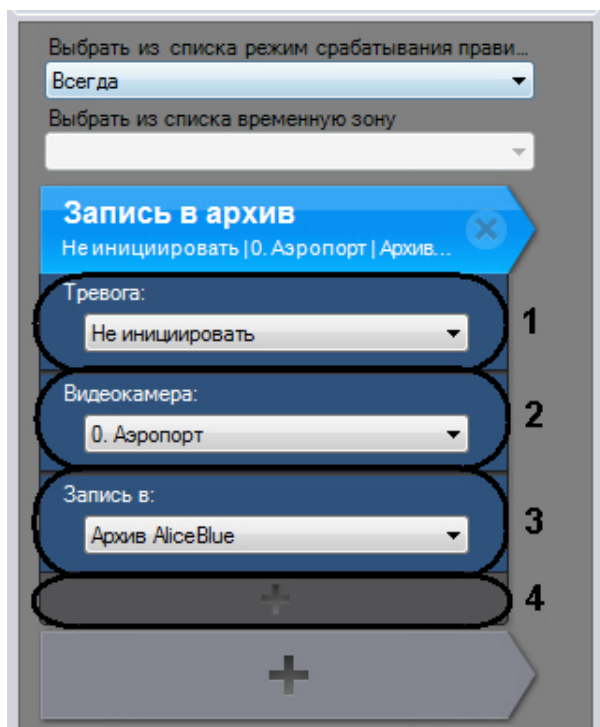 Выбрать из списка режим срабатывания прави...
Всегда
Выбрать из списка временную зону
Запись в архив
Не инициировать | 0. Аэропорт | Архив...
Тревога:
Не инициировать
1
Видеокамера:
0. Аэропорт
2
Запись в:
Архив AliceBlue
3
4